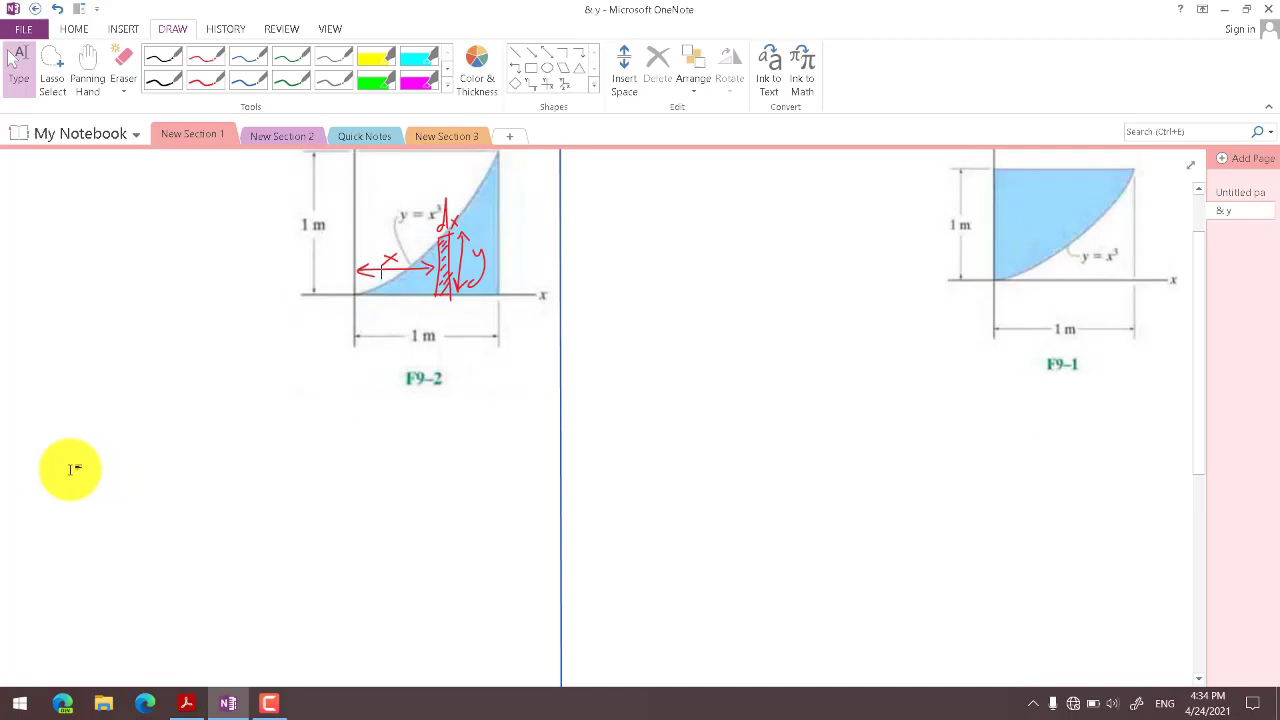 & y - Microsoft OneNote
Sign in
FILE HOME INSERT DRAW HISTORY REVIEW VIEW
Type
Lasso Select
Panning Hand
Eraser
Color & Thickness
Insert Space
Delete
Arrange
Rotate
Ink to Text
Ink to Math
Tools
Shapes
Edit
Convert
My Notebook
New Section 1
New Section 2
Quick Notes
New Section 3
+
Search (Ctrl+E)
Add Page
Untitled pa
& y
1 m
y = x³
dx
x
y
x
1 m
F9–2
1 m
y = x³
x
1 m
F9–1
ENG
4:34 PM
4/24/2021